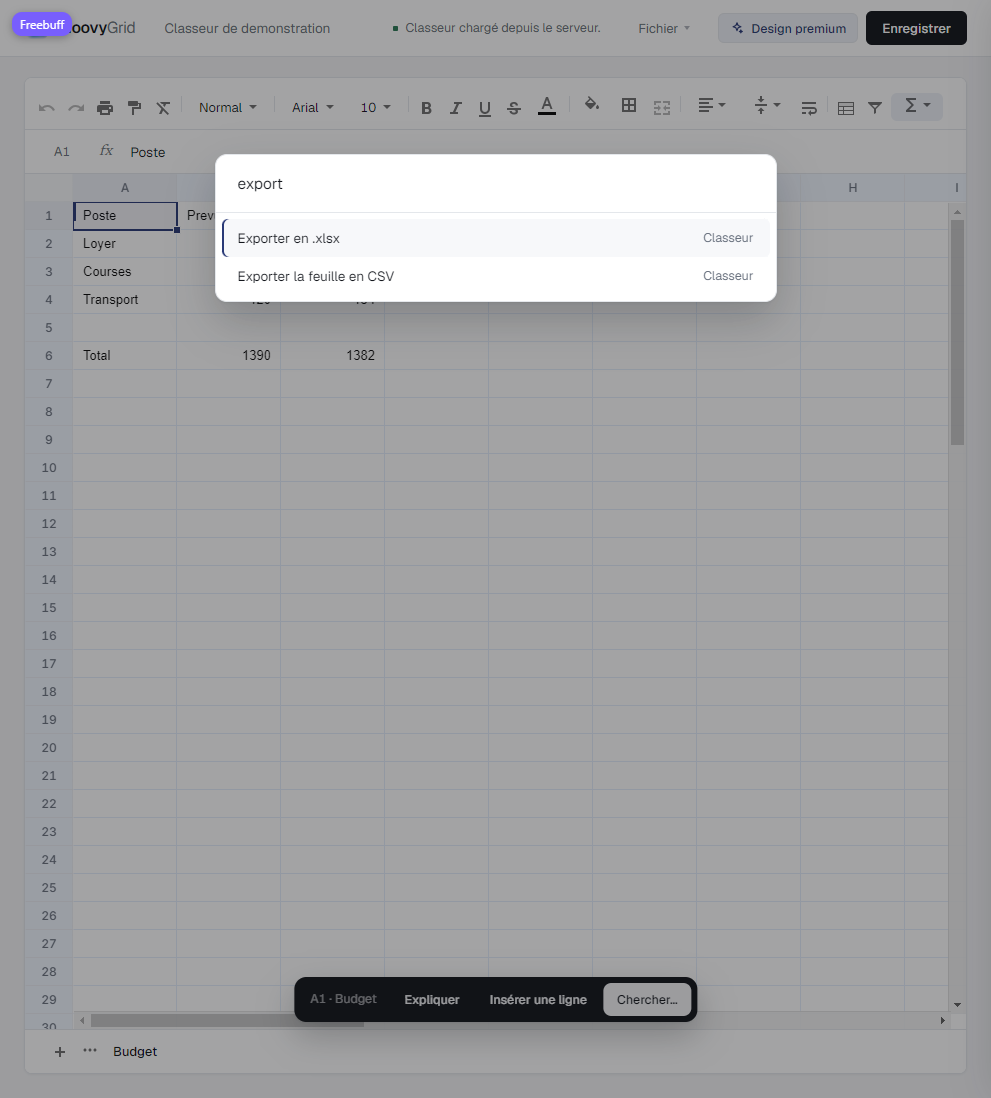 Freebuff
oovyGrid
Classeur de demonstration
Classeur chargé depuis le serveur.
Fichier
Design premium
Enregistrer
Normal
Arial
10
B I U S A
Σ
A1 fx Poste
export
Exporter en .xlsx Classeur
Exporter la feuille en CSV Classeur
A H I
1 Poste
2 Loyer
3 Courses
4 Transport
5
6 Total 1390 1382
7
8
9
10
11
12
13
14
15
16
17
18
19
20
21
22
23
24
25
26
27
28
29
30
A1 · Budget Expliquer Insérer une ligne Chercher...
+ ··· Budget